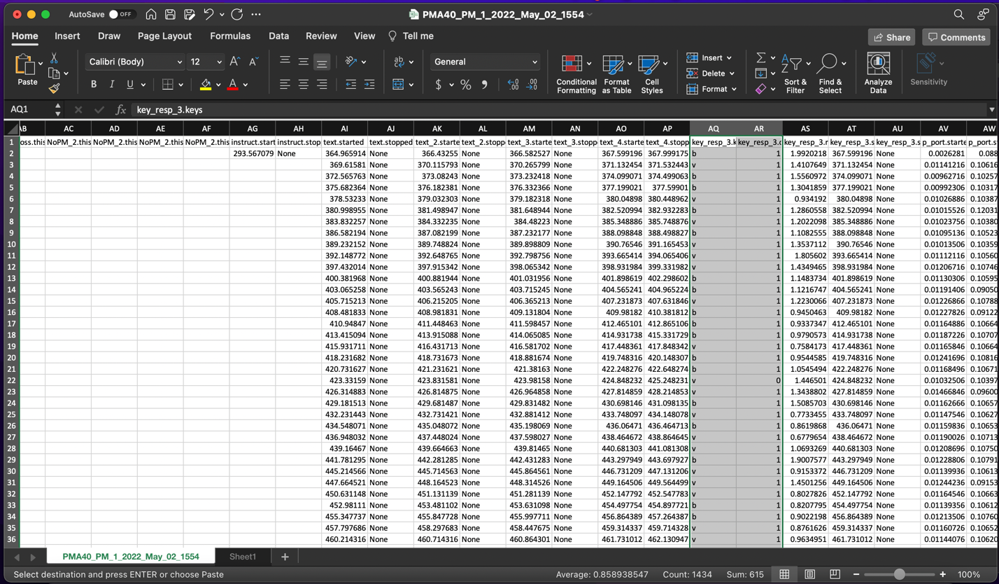 AutoSave OFF PMA40_PM_1_2022_May_02_1554
Home Insert Draw Page Layout Formulas Data Review View Tell me Share Comments
Paste Calibri (Body) 12 General Conditional Formatting Format as Table Cell Styles Insert Delete Format Sort & Filter Find & Select Analyze Data Sensitivity
AQ1 fx key_resp_3.keys
AB AC AD AE AF AG AH AI AJ AK AL AM AN AO AP AQ AR AS AT AU AV AW
1 oss.this NoPM_2.this NoPM_2.this NoPM_2.this NoPM_2.this instruct.start instruct.stop text.started text.stopped text_2.starte text_2.stopp text_3.starte text_3.stopp text_4.starte text_4.stopp key_resp_3.k key_resp_3.c key_resp_3.r key_resp_3.s key_resp_3.s p_port.starte p_port.s
2 293.567079 None 364.965914 None 366.43255 None 366.582527 None 367.599196 367.999175 b 1 1.9920218 367.599196 None 0.0026281 0.088
3 369.61581 None 370.115793 None 370.265799 None 371.132454 371.532443 v 1 1.4107649 371.132454 None 0.01141216 0.10616
4 372.565763 None 373.08243 None 373.232418 None 374.099071 374.499063 b 1 1.5560972 374.099071 None 0.00962716 0.10257
5 375.682364 None 376.182381 None 376.332366 None 377.199021 377.59901 b 1 1.3041859 377.199021 None 0.00992306 0.10317
6 378.53233 None 379.032303 None 379.182318 None 380.04898 380.448962 v 1 0.934192 380.04898 None 0.01026886 0.10387
7 380.998955 None 381.498947 None 381.648944 None 382.520994 382.932283 b 1 1.2860558 382.520994 None 0.01015526 0.12031
8 383.832257 None 384.332235 None 384.48223 None 385.348886 385.748876 v 1 1.2022098 385.348886 None 0.01023756 0.10380
9 386.582194 None 387.082199 None 387.232177 None 388.098848 388.498827 b 1 1.1082555 388.098848 None 0.01095136 0.10523
10 389.232152 None 389.748824 None 389.898809 None 390.76546 391.165453 v 1 1.3537112 390.76546 None 0.01013506 0.10359
11 392.148772 None 392.648765 None 392.798756 None 393.665414 394.065406 v 1 1.805602 393.665414 None 0.01112116 0.10560
12 397.432014 None 397.915342 None 398.065342 None 398.931984 399.331982 v 1 1.4349465 398.931984 None 0.01206716 0.10746
13 400.381968 None 400.881944 None 401.031956 None 401.898619 402.298602 b 1 1.1483734 401.898619 None 0.01130306 0.10595
14 403.065258 None 403.565243 None 403.715245 None 404.565241 404.965224 b 1 1.1216747 404.565241 None 0.01191406 0.09050
15 405.715213 None 406.215205 None 406.365213 None 407.231873 407.631846 v 1 1.2230066 407.231873 None 0.01226866 0.10788
16 408.481833 None 408.981831 None 409.131804 None 409.98182 410.381812 b 1 0.9450463 409.98182 None 0.01227826 0.09122
17 410.94847 None 411.448463 None 411.598457 None 412.465101 412.865106 b 1 0.9337347 412.465101 None 0.01164886 0.10664
18 413.415094 None 413.915088 None 414.065085 None 414.931738 415.331729 b 1 0.9790573 414.931738 None 0.01187226 0.10707
19 415.931711 None 416.431713 None 416.581702 None 417.448361 417.848342 v 1 0.7584173 417.448361 None 0.01165846 0.10664
20 418.231682 None 418.731673 None 418.881674 None 419.748316 420.148307 b 1 0.9544585 419.748316 None 0.01241696 0.10816
21 420.731627 None 421.231621 None 421.38163 None 422.248276 422.648274 b 1 1.0545494 422.248276 None 0.01168496 0.10671
22 423.33159 None 423.831581 None 423.98158 None 424.848232 425.248231 v 0 1.446501 424.848232 None 0.01032506 0.10397
23 426.314883 None 426.814875 None 426.964858 None 427.814859 428.214853 v 1 1.3438802 427.814859 None 0.01466846 0.09600
24 429.181513 None 429.681487 None 429.831482 None 430.698146 431.098135 b 1 1.5085703 430.698146 None 0.01162666 0.10657
25 432.231443 None 432.731421 None 432.881412 None 433.748097 434.148078 v 1 0.7733455 433.748097 None 0.01147546 0.10627
26 434.548071 None 435.048072 None 435.198069 None 436.06471 436.464713 b 1 0.8619868 436.06471 None 0.01159836 0.10653
27 436.948032 None 437.448024 None 437.598027 None 438.464672 438.864645 v 1 0.6779654 438.464672 None 0.01190026 0.10713
28 439.16467 None 439.664663 None 439.81465 None 440.681303 441.081308 v 1 1.0693269 440.681303 None 0.01208696 0.10750
29 441.781295 None 442.281285 None 442.431283 None 443.297949 443.697927 b 1 1.9007577 443.297949 None 0.01228806 0.10791
30 445.214566 None 445.714563 None 445.864561 None 446.731209 447.131206 v 1 0.9153372 446.731209 None 0.01139936 0.10613
31 447.664521 None 448.164523 None 448.314526 None 449.164506 449.564499 v 1 1.4501256 449.164506 None 0.01244236 0.09153
32 450.631148 None 451.131139 None 451.281139 None 452.147792 452.547783 v 1 0.8027826 452.147792 None 0.01164546 0.10663
33 452.98111 None 453.481102 None 453.631098 None 454.497754 454.897721 b 1 0.8207795 454.497754 None 0.01139356 0.10612
34 455.347737 None 455.847728 None 455.997711 None 456.864389 457.264387 b 1 0.9022198 456.864389 None 0.01213506 0.10760
35 457.797686 None 458.297683 None 458.447675 None 459.314337 459.714328 v 1 0.8761626 459.314337 None 0.01160726 0.10652
36 460.214316 None 460.714316 None 460.864301 None 461.731012 462.130947 v 1 0.9634951 461.731012 None 0.01144076 0.10620
PMA40_PM_1_2022_May_02_1554 Sheet1
Select destination and press ENTER or choose Paste Average: 0.858938547 Count: 1434 Sum: 615 100%